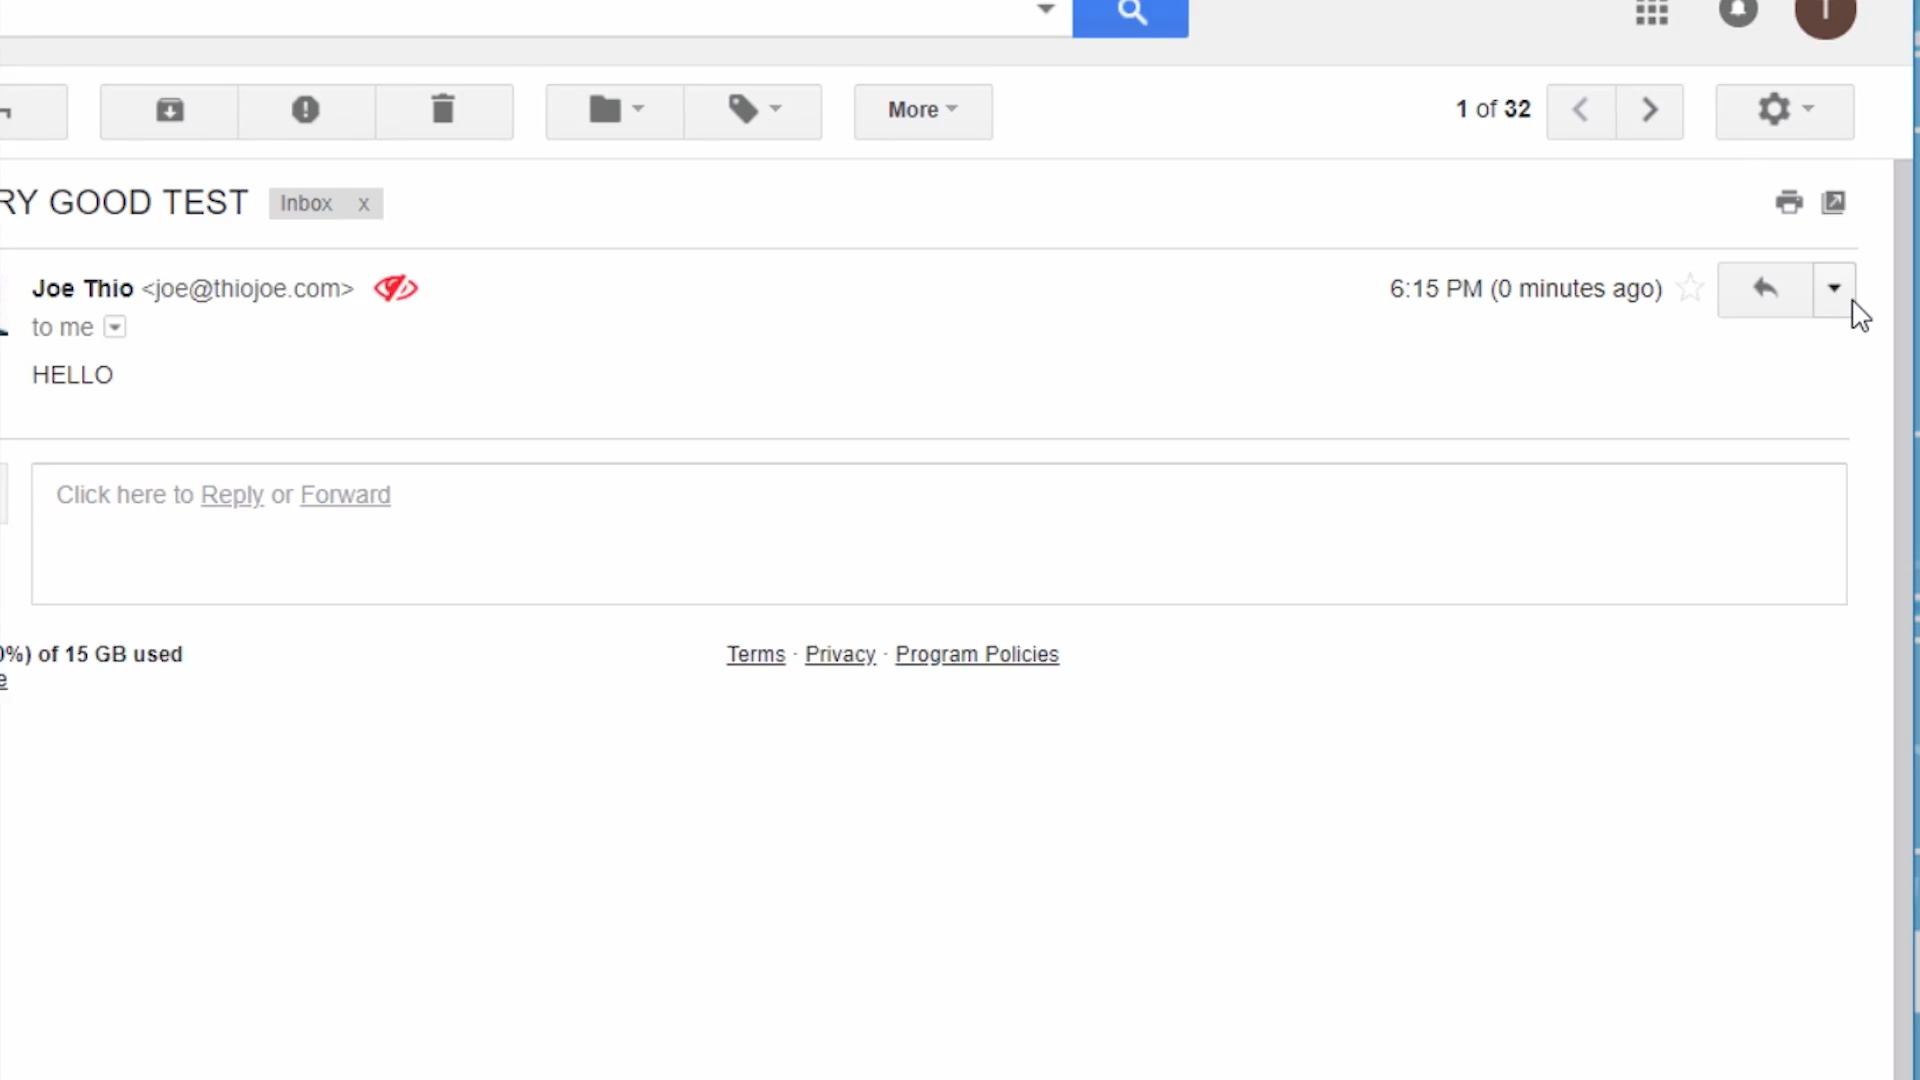 More
1 of 32
RY GOOD TEST Inbox x
Joe Thio <joe@thiojoe.com>
6:15 PM (0 minutes ago)
to me
HELLO
Click here to Reply or Forward
0%) of 15 GB used
Terms · Privacy · Program Policies
e